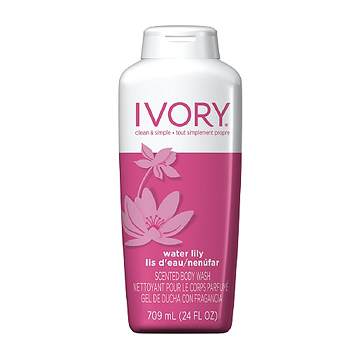 IVORY®
clean & simple • tout simplement propre
water lily
lis d'eau/nenúfar
SCENTED BODY WASH
NETTOYANT POUR LE CORPS PARFUMÉ
GEL DE DUCHA CON FRAGANCIA
709 mL (24 FL OZ)